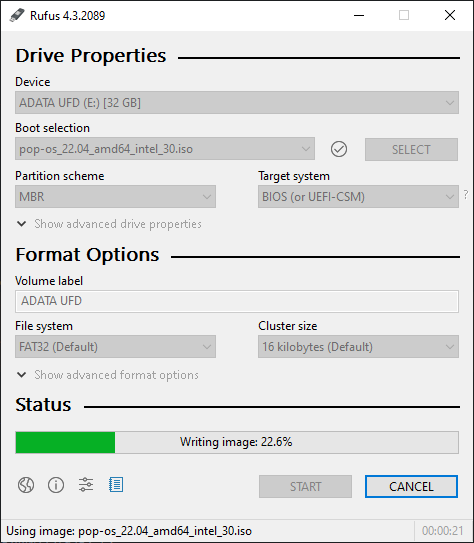 Rufus 4.3.2089
Drive Properties
Device
ADATA UFD (E:) [32 GB]
Boot selection
pop-os_22.04_amd64_intel_30.iso
SELECT
Partition scheme
Target system
MBR
BIOS (or UEFI-CSM)
?
Show advanced drive properties
Format Options
Volume label
ADATA UFD
File system
Cluster size
FAT32 (Default)
16 kilobytes (Default)
Show advanced format options
Status
Writing image: 22.6%
START
CANCEL
Using image: pop-os_22.04_amd64_intel_30.iso
00:00:21